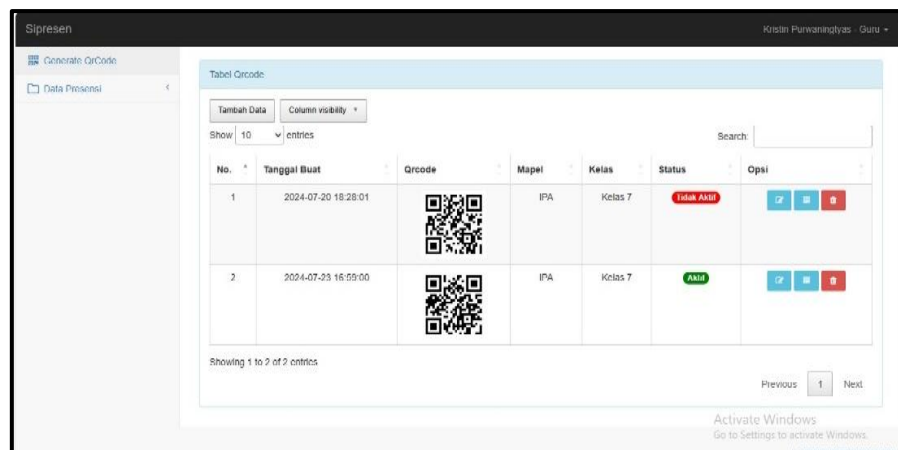 Sipresen
Kristin Purwaningtyas - Guru
Generate QrCode
Data Presensi
Tabel Qrcode
Tambah Data Column visibility
Show 10 entries Search:
No. Tanggal Buat Qrcode Mapel Kelas Status Opsi
1 2024-07-20 18:28:01 IPA Kelas 7 Tidak Aktif
2 2024-07-23 16:59:00 IPA Kelas 7 Aktif
Showing 1 to 2 of 2 entries
Previous 1 Next
Activate Windows
Go to Settings to activate Windows.